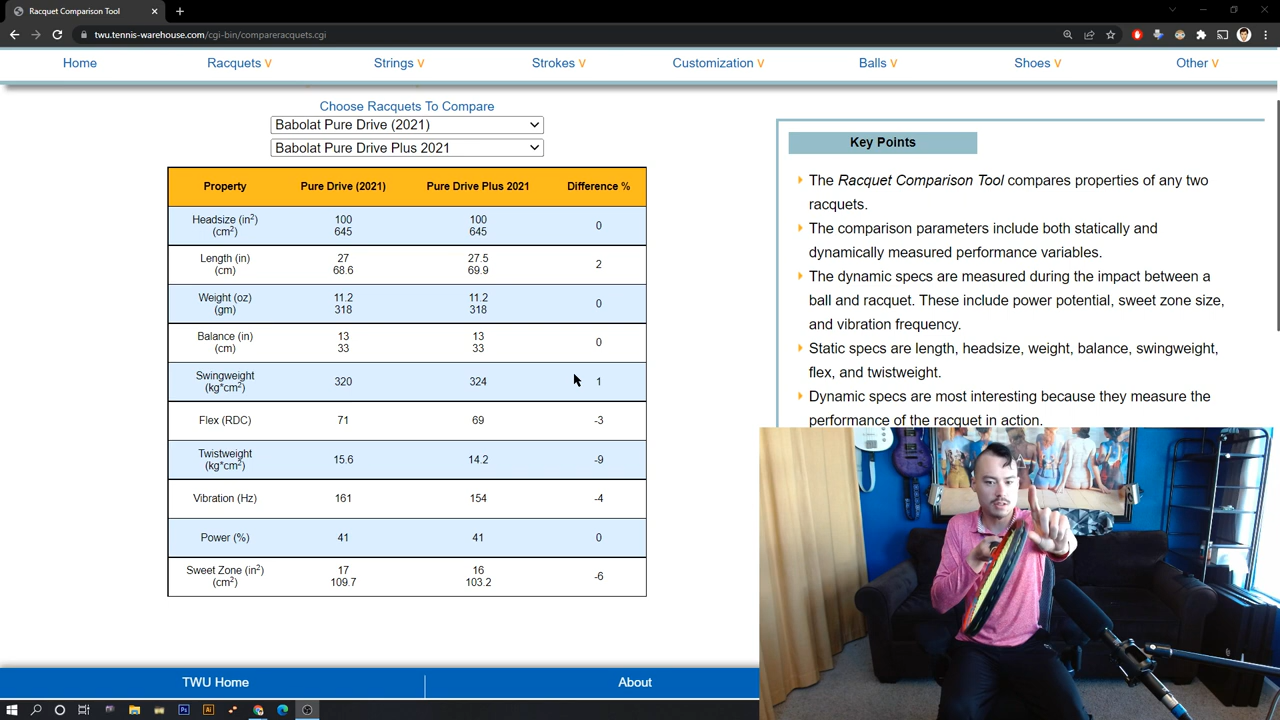 Racquet Comparison Tool
twu.tennis-warehouse.com/cgi-bin/compareracquets.cgi
Home Racquets V Strings V Strokes V Customization V Balls V Shoes V Other V
Choose Racquets To Compare
Babolat Pure Drive (2021)
Babolat Pure Drive Plus 2021
Property Pure Drive (2021) Pure Drive Plus 2021 Difference %
Headsize (in²) 100 100
(cm²) 645 645 0
Length (in) 27 27.5
(cm) 68.6 69.9 2
Weight (oz) 11.2 11.2
(gm) 318 318 0
Balance (in) 13 13
(cm) 33 33 0
Swingweight
(kg*cm²) 320 324 1
Flex (RDC) 71 69 -3
Twistweight
(kg*cm²) 15.6 14.2 -9
Vibration (Hz) 161 154 -4
Power (%) 41 41 0
Sweet Zone (in²) 17 16
(cm²) 109.7 103.2 -6
Key Points
The Racquet Comparison Tool compares properties of any two
racquets.
The comparison parameters include both statically and
dynamically measured performance variables.
The dynamic specs are measured during the impact between a
ball and racquet. These include power potential, sweet zone size,
and vibration frequency.
Static specs are length, headsize, weight, balance, swingweight,
flex, and twistweight.
Dynamic specs are most interesting because they measure the
performance of the racquet in action.
TWU Home About
Ps Ai